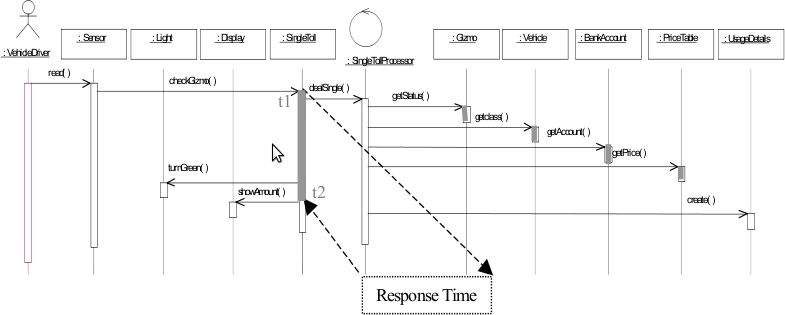 : VehicleDriver
: Sensor
: Light
: Display
: SingleToll
: SingleTollProcessor
: Gizmo
: Vehicle
: BankAccount
: PriceTable
: UsageDetails
read( )
checkGizmo( )
t1
dealSingle( )
getStatus( )
getclass( )
getAccount( )
getPrice( )
turnGreen( )
showAmount( )
t2
create( )
Response Time